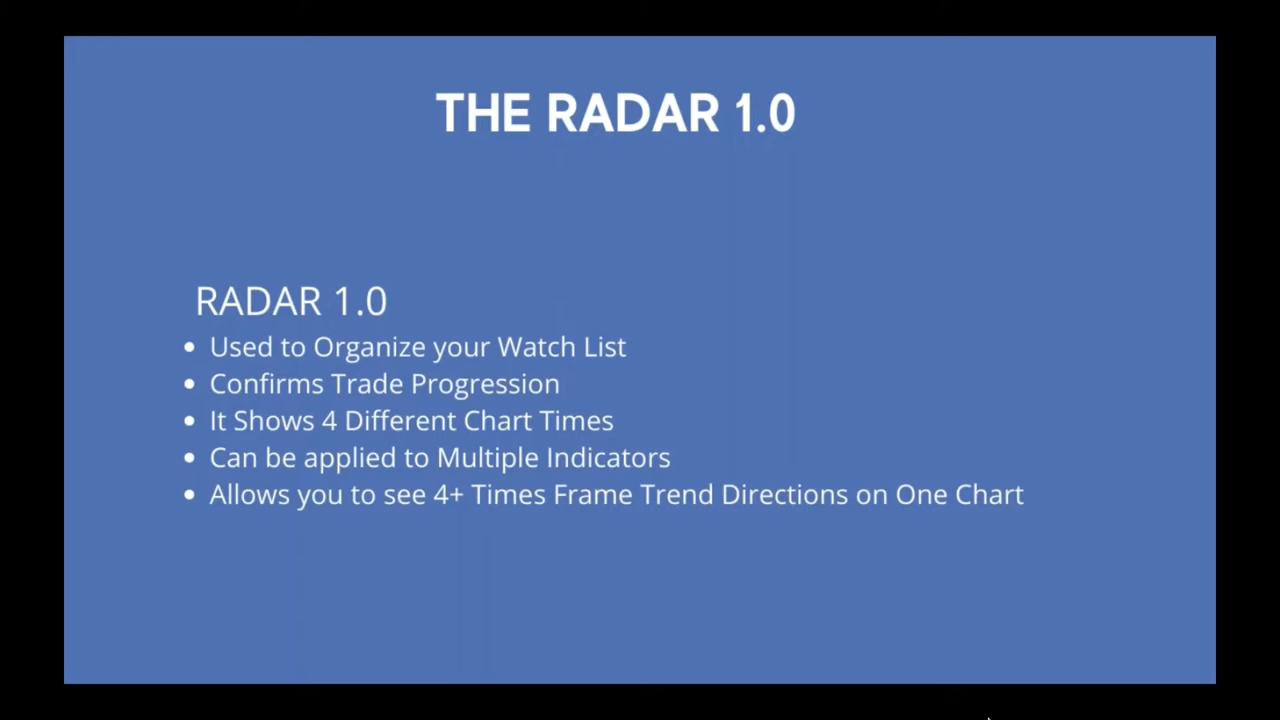 THE RADAR 1.0
RADAR 1.0
• Used to Organize your Watch List
• Confirms Trade Progression
• It Shows 4 Different Chart Times
• Can be applied to Multiple Indicators
• Allows you to see 4+ Times Frame Trend Directions on One Chart